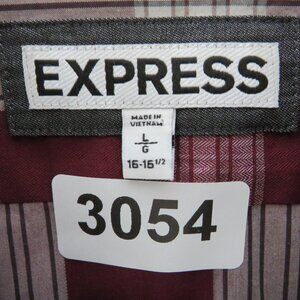 EXPRESS
MADE IN
VIETNAM
L
G
16-16 1/2
3054